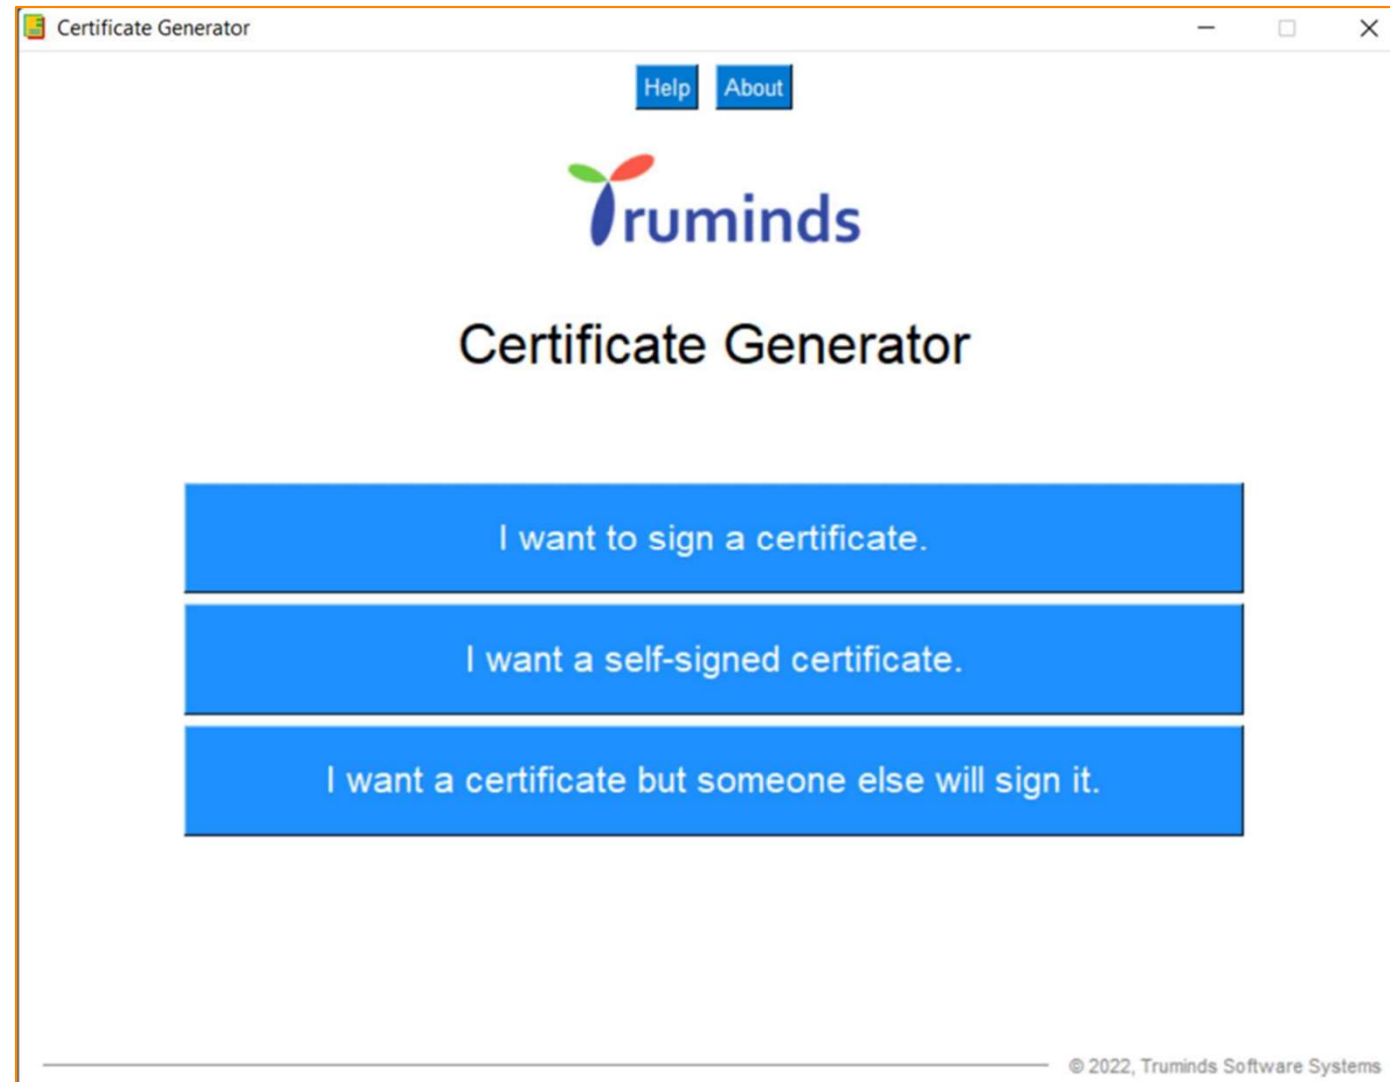 Certificate Generator
Help About
Truminds
Certificate Generator
I want to sign a certificate.
I want a self-signed certificate.
I want a certificate but someone else will sign it.
© 2022, Truminds Software Systems